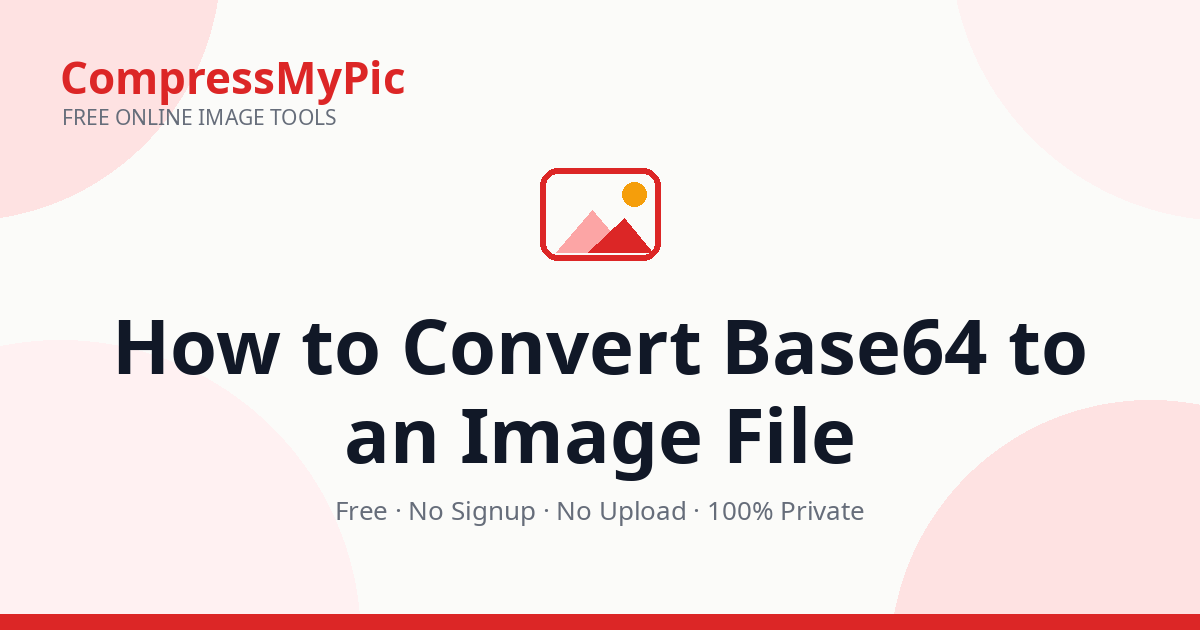 CompressMyPic
FREE ONLINE IMAGE TOOLS
How to Convert Base64 to
an Image File
Free · No Signup · No Upload · 100% Private